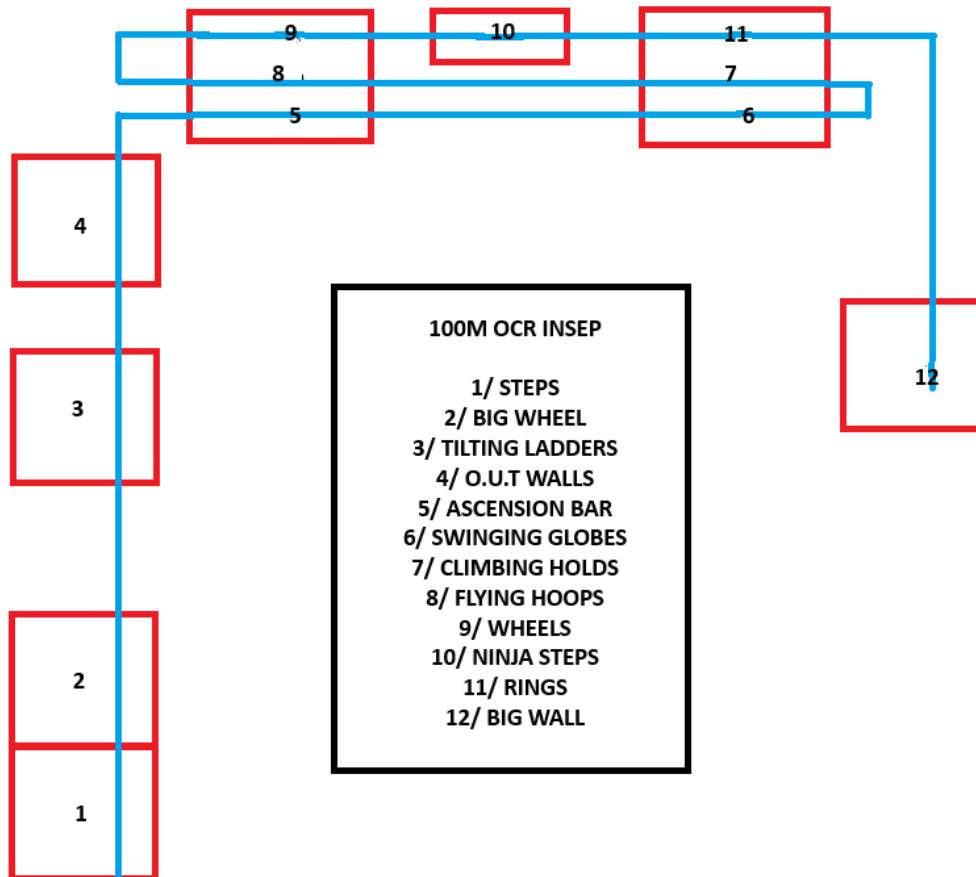 9
10
11
8
7
5
6
4
3
12
2
1
100M OCR INSEP
1/ STEPS
2/ BIG WHEEL
3/ TILTING LADDERS
4/ O.U.T WALLS
5/ ASCENSION BAR
6/ SWINGING GLOBES
7/ CLIMBING HOLDS
8/ FLYING HOOPS
9/ WHEELS
10/ NINJA STEPS
11/ RINGS
12/ BIG WALL